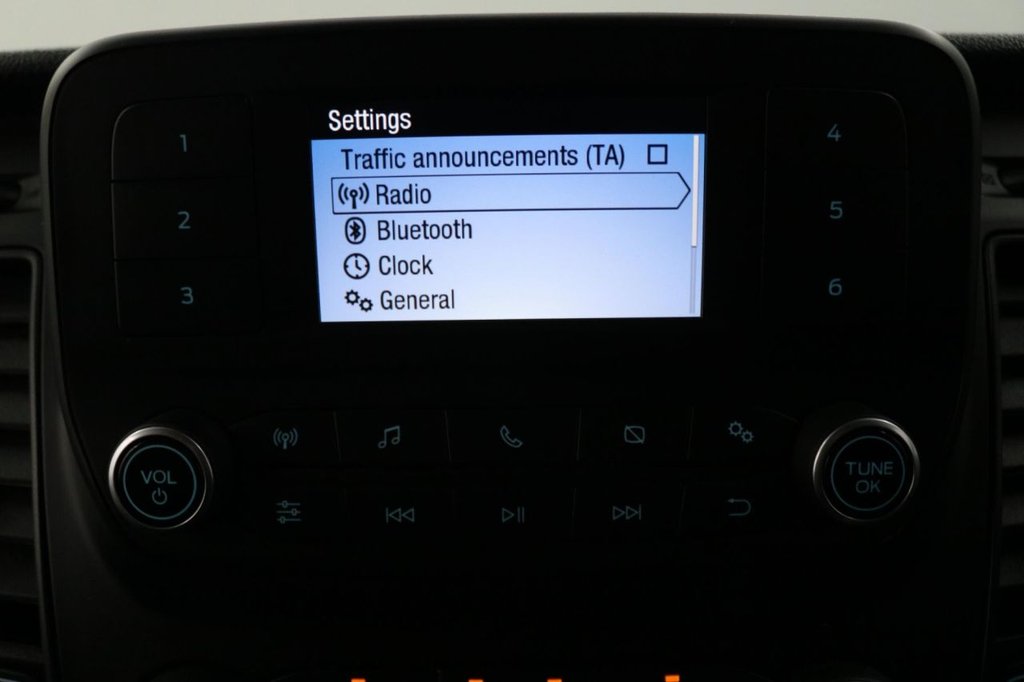 Settings
Traffic announcements (TA)
Radio
Bluetooth
Clock
General
1
2
3
4
5
6
VOL
TUNE
OK